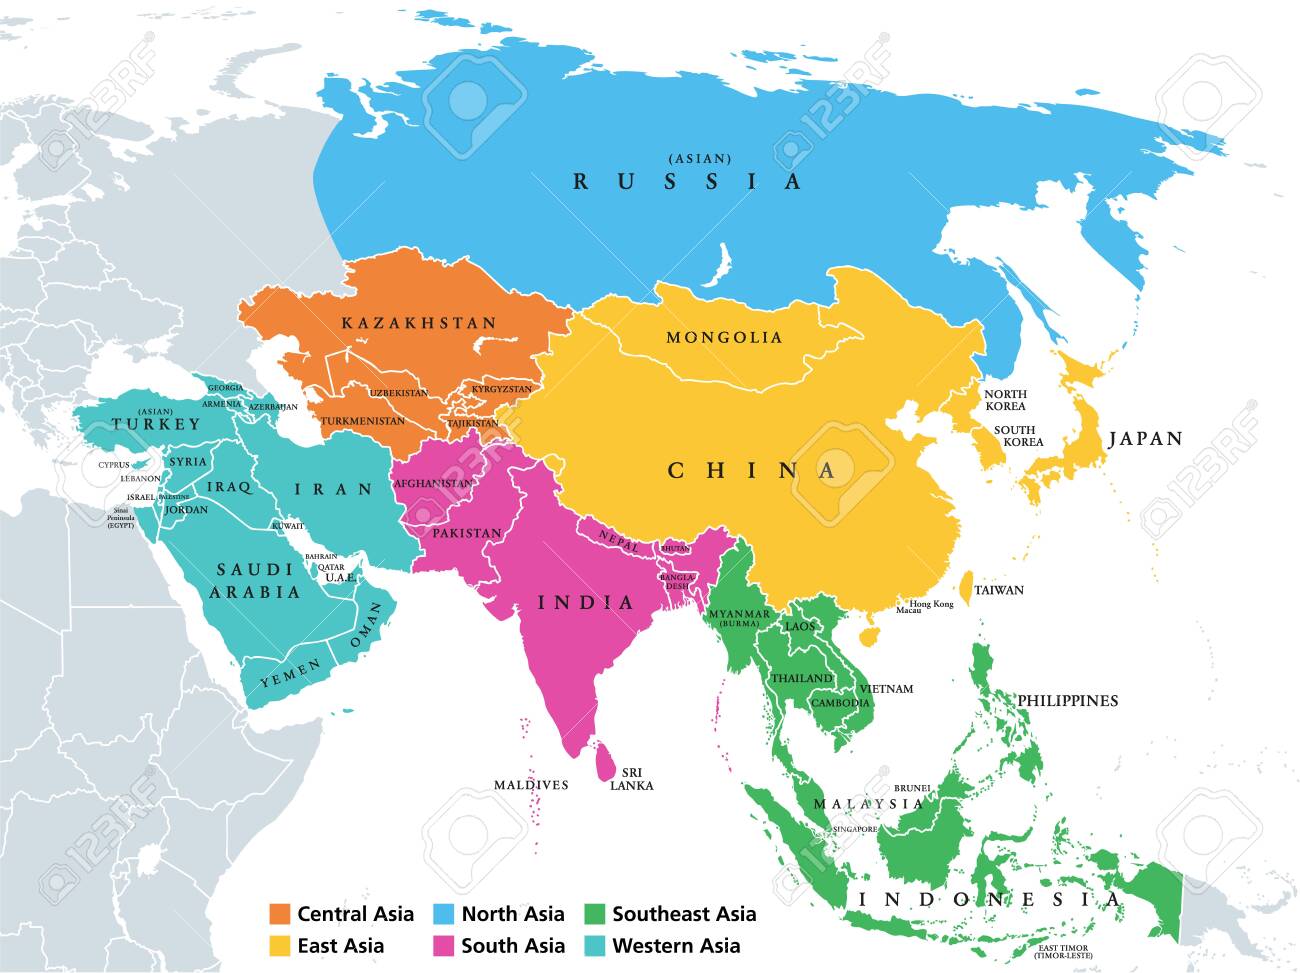 (ASIAN)
RUSSIA
KAZAKHSTAN
MONGOLIA
UZBEKISTAN
KYRGYZSTAN
TURKMENISTAN
TAJIKISTAN
GEORGIA
ARMENIA
AZERBAIJAN
(ASIAN)
TURKEY
CYPRUS
SYRIA
LEBANON
IRAQ
IRAN
ISRAEL
PALESTINE
JORDAN
Sinai
Peninsula
(EGYPT)
KUWAIT
BAHRAIN
QATAR
U.A.E.
SAUDI
ARABIA
OMAN
YEMEN
AFGHANISTAN
PAKISTAN
NEPAL
BHUTAN
BANGLA-
DESH
INDIA
MALDIVES
SRI
LANKA
CHINA
NORTH
KOREA
SOUTH
KOREA
JAPAN
TAIWAN
Hong Kong
Macau
MYANMAR
(BURMA)
LAOS
THAILAND
VIETNAM
CAMBODIA
PHILIPPINES
BRUNEI
MALAYSIA
SINGAPORE
INDONESIA
EAST TIMOR
(TIMOR-LESTE)
Central Asia
North Asia
Southeast Asia
East Asia
South Asia
Western Asia
123RF